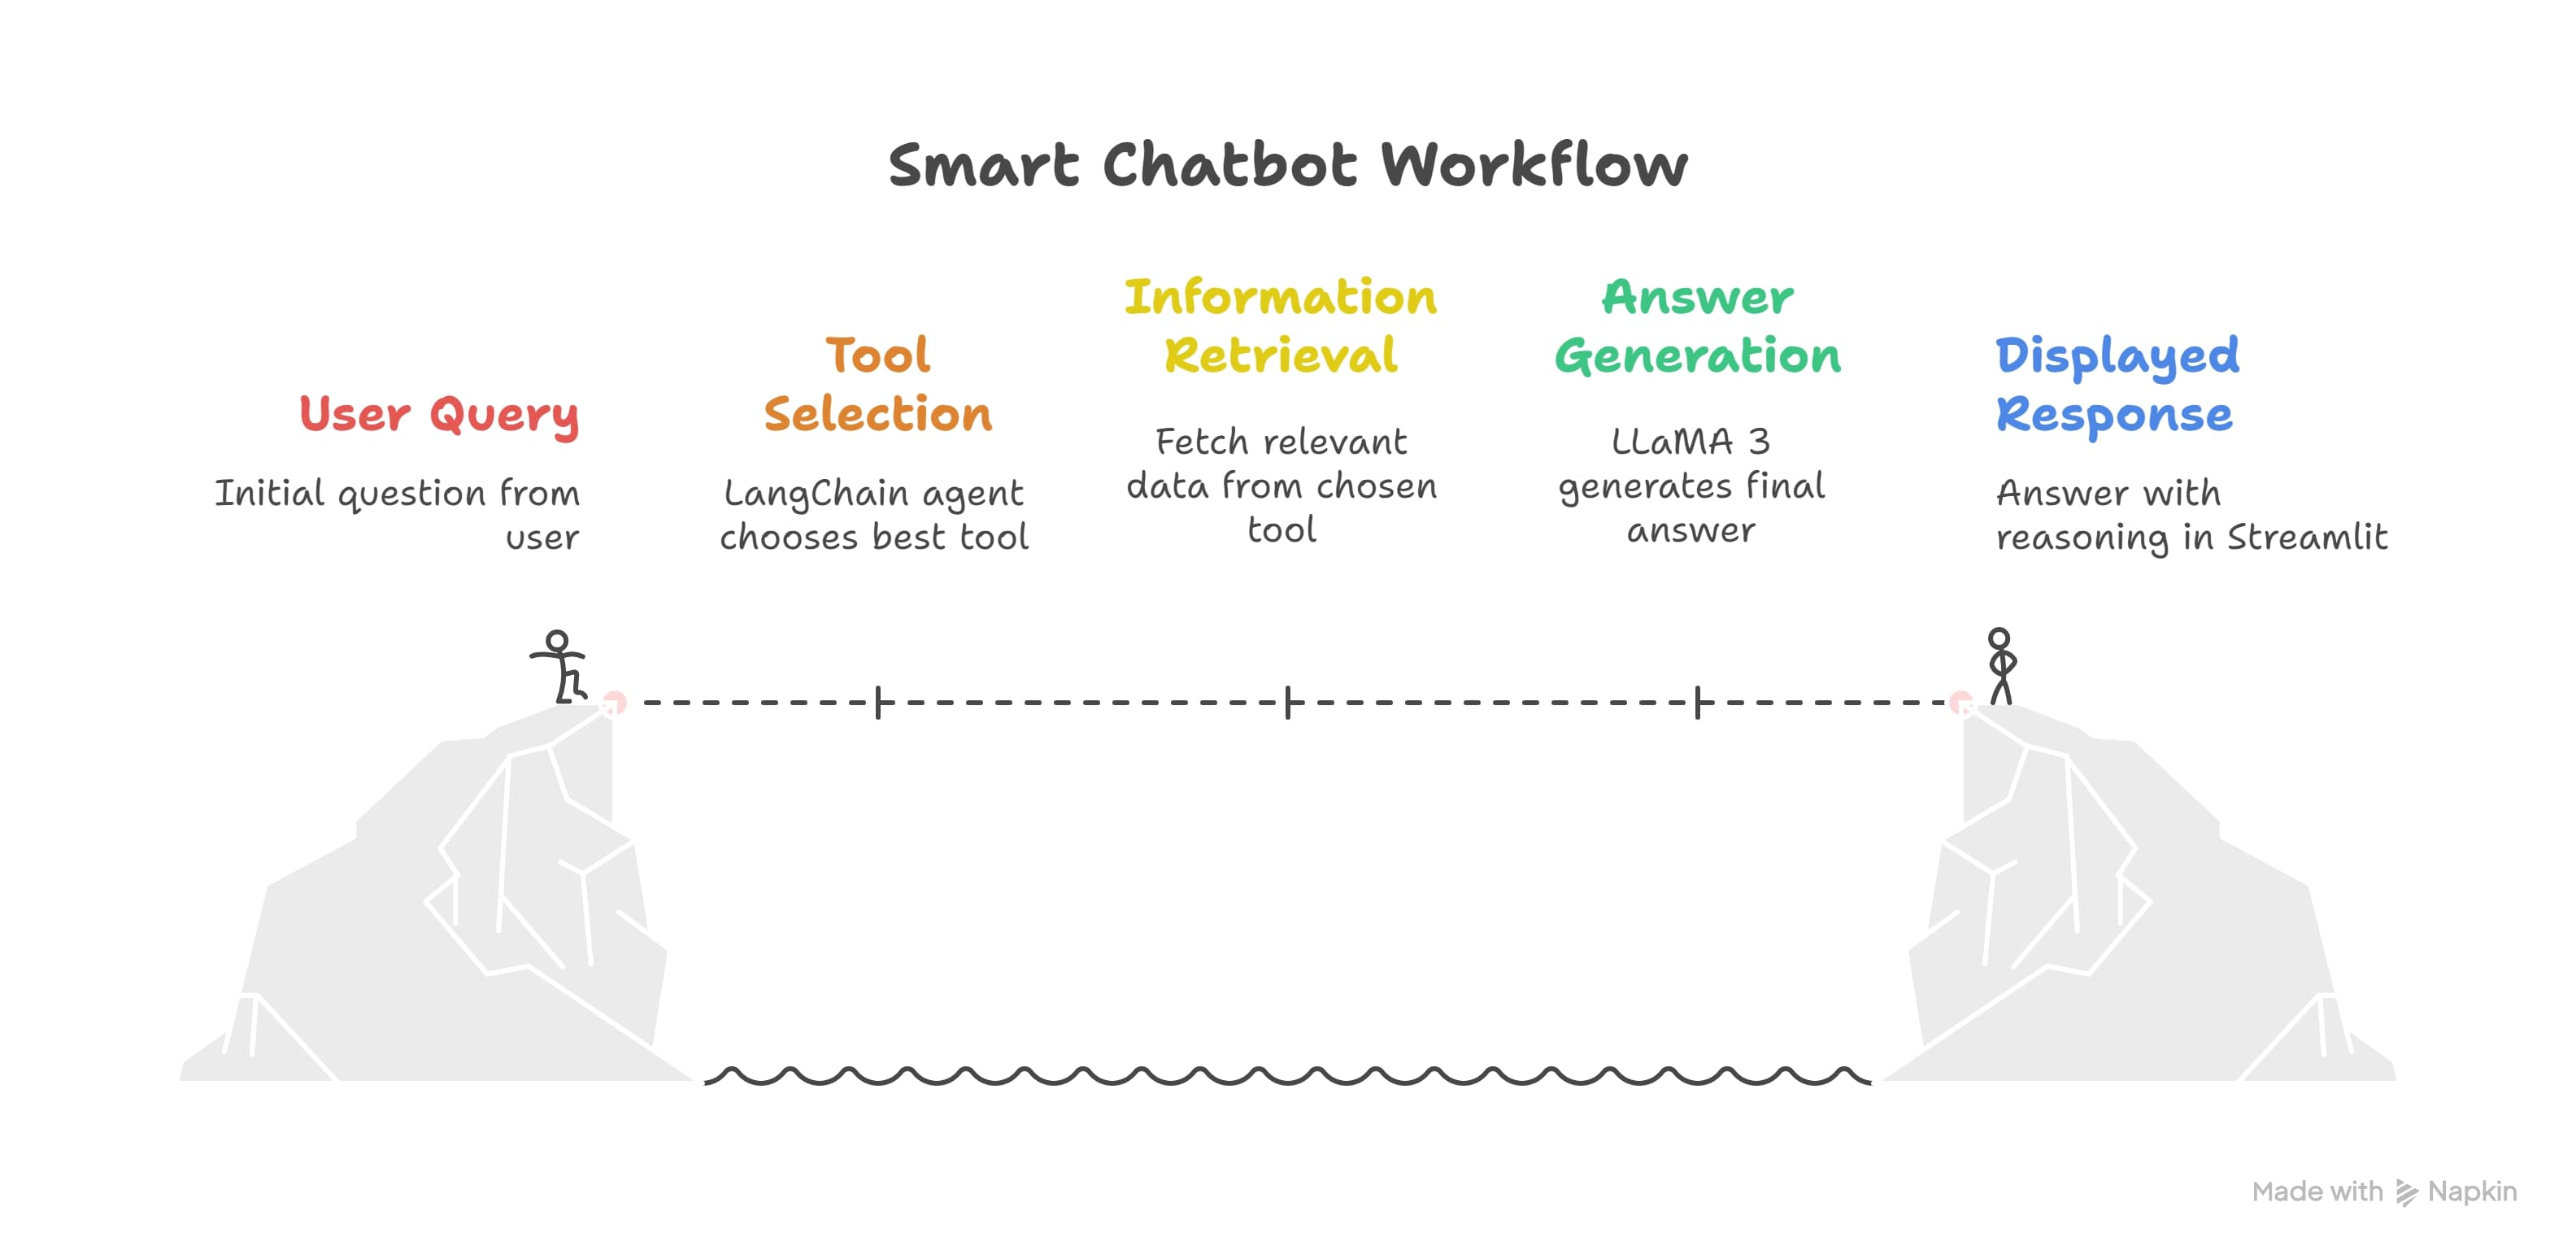 Smart Chatbot Workflow
User Query
Initial question from
user
Tool
Selection
LangChain agent
chooses best tool
Information
Retrieval
Fetch relevant
data from chosen
tool
Answer
Generation
LLaMA 3
generates final
answer
Displayed
Response
Answer with
reasoning in Streamlit
Made with Napkin